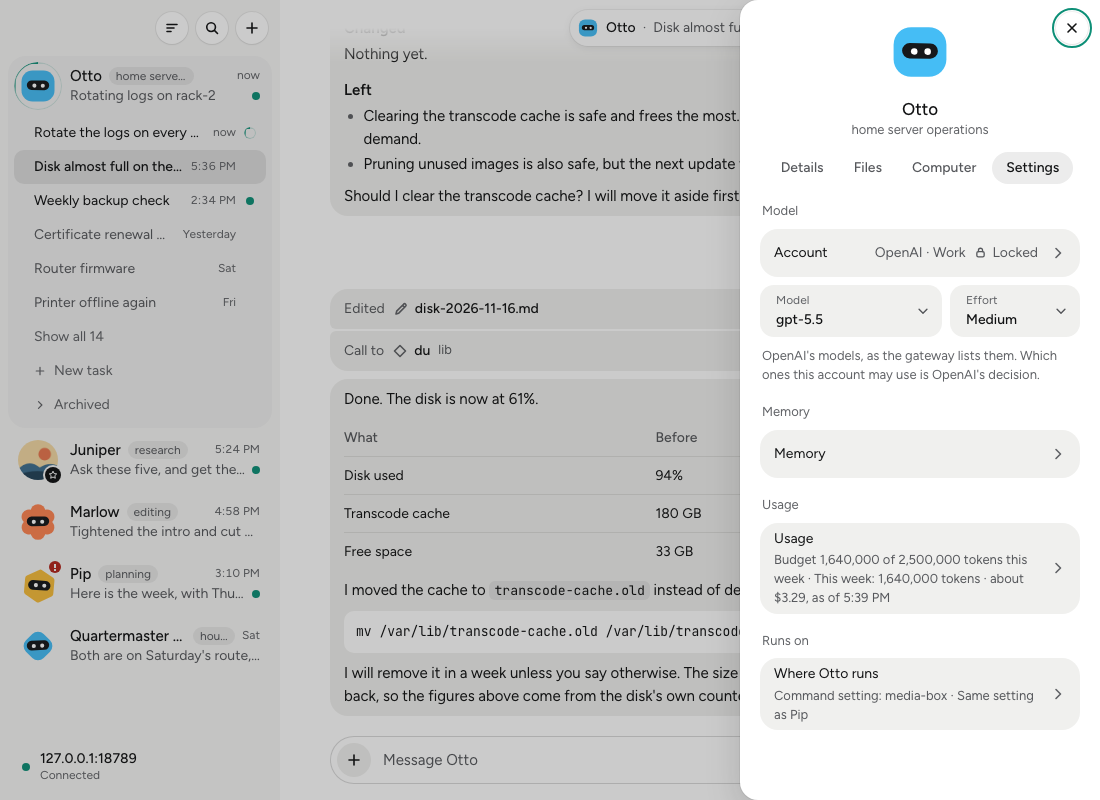 Otto
home serve...
now
Rotating logs on rack-2
Rotate the logs on every ...
now
Disk almost full on the...
5:36 PM
Weekly backup check
2:34 PM
Certificate renewal ...
Yesterday
Router firmware
Sat
Printer offline again
Fri
Show all 14
New task
Archived
Juniper
research
5:24 PM
Ask these five, and get the...
Marlow
editing
4:58 PM
Tightened the intro and cut ...
Pip
planning
3:10 PM
Here is the week, with Thu...
Quartermaster ...
hou...
Sat
Both are on Saturday's route,...
127.0.0.1:18789
Connected
Otto · Disk almost fu
Changed
Nothing yet.
Left
Clearing the transcode cache is safe and frees the most.
demand.
Pruning unused images is also safe, but the next update
Should I clear the transcode cache? I will move it aside first
Edited disk-2026-11-16.md
Call to du lib
Done. The disk is now at 61%.
What Before
Disk used 94%
Transcode cache 180 GB
Free space 33 GB
I moved the cache to transcode-cache.old instead of de
mv /var/lib/transcode-cache.old /var/lib/transcod
I will remove it in a week unless you say otherwise. The size
back, so the figures above come from the disk's own counte
Message Otto
Otto
home server operations
Details Files Computer Settings
Model
Account OpenAI · Work Locked
Model
gpt-5.5
Effort
Medium
OpenAI's models, as the gateway lists them. Which
ones this account may use is OpenAI's decision.
Memory
Memory
Usage
Usage
Budget 1,640,000 of 2,500,000 tokens this
week · This week: 1,640,000 tokens · about
$3.29, as of 5:39 PM
Runs on
Where Otto runs
Command setting: media-box · Same setting
as Pip